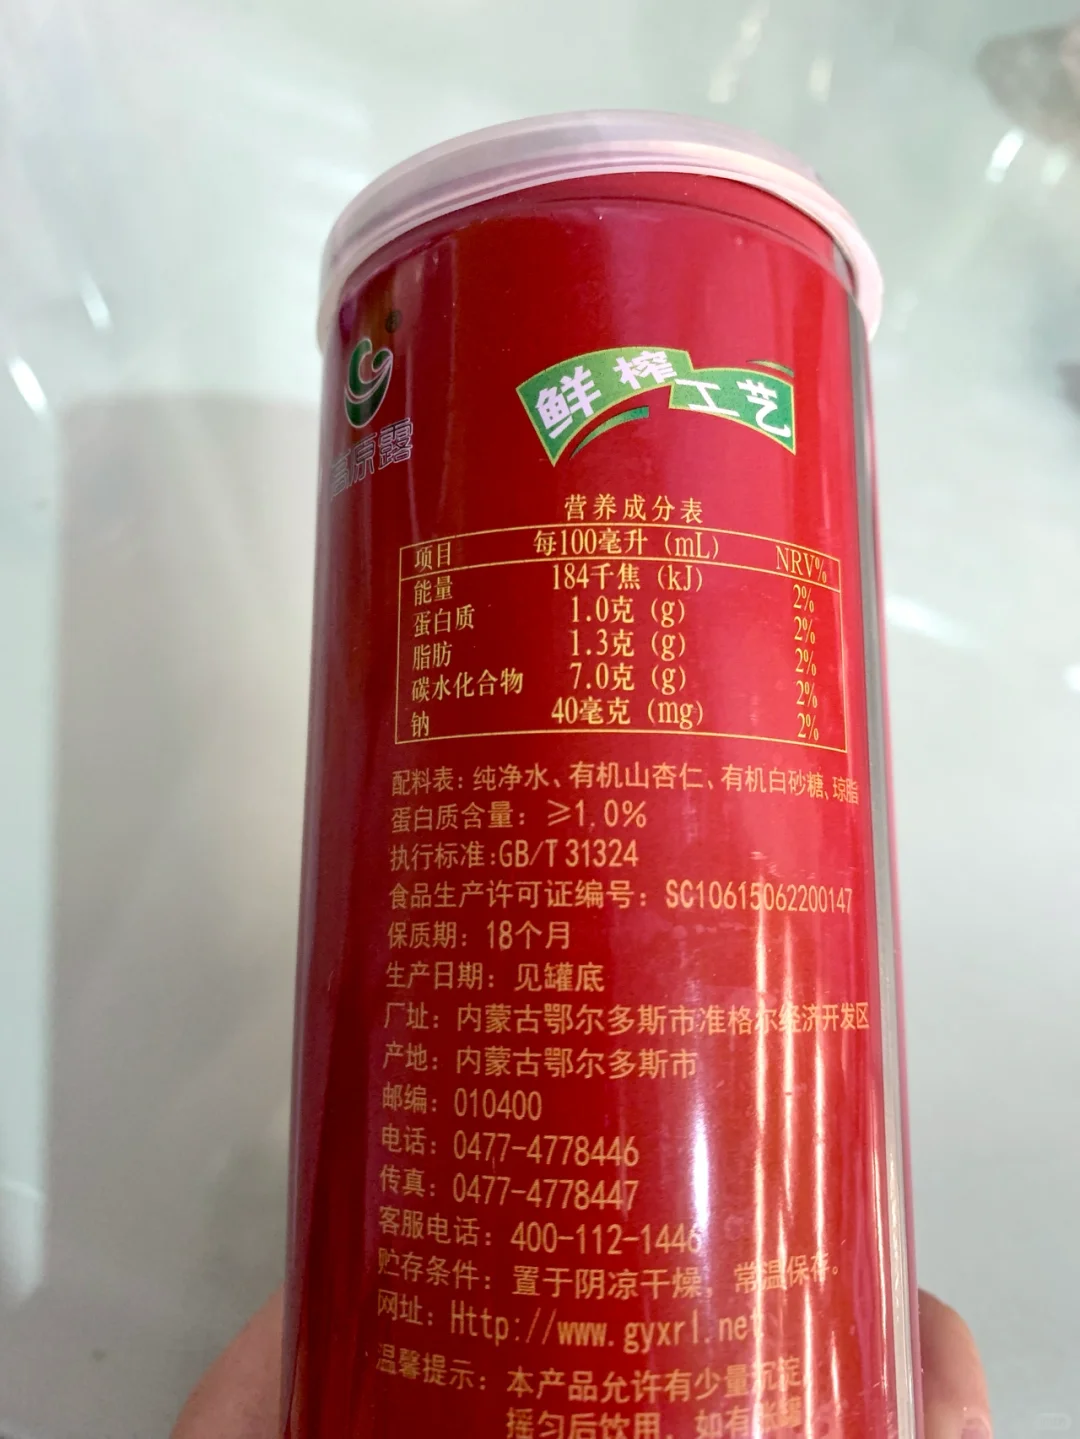 ®
高原露
鲜榨工艺
营养成分表
项目 每100毫升（mL） NRV%
能量 184千焦（kJ） 2%
蛋白质 1.0克（g） 2%
脂肪 1.3克（g） 2%
碳水化合物 7.0克（g） 2%
钠 40毫克（mg） 2%
配料表：纯净水、有机山杏仁、有机白砂糖、琼脂
蛋白质含量：≥1.0%
执行标准:GB/T 31324
食品生产许可证编号：SC10615062200147
保质期：18个月
生产日期：见罐底
厂址：内蒙古鄂尔多斯市准格尔经济开发区
产地：内蒙古鄂尔多斯市
邮编：010400
电话：0477-4778446
传真：0477-4778447
客服电话：400-112-1446
贮存条件：置于阴凉干燥，常温保存。
网址：Http://www.gyxrl.net
温馨提示：本产品允许有少量沉淀，
摇匀后饮用，如有胀罐